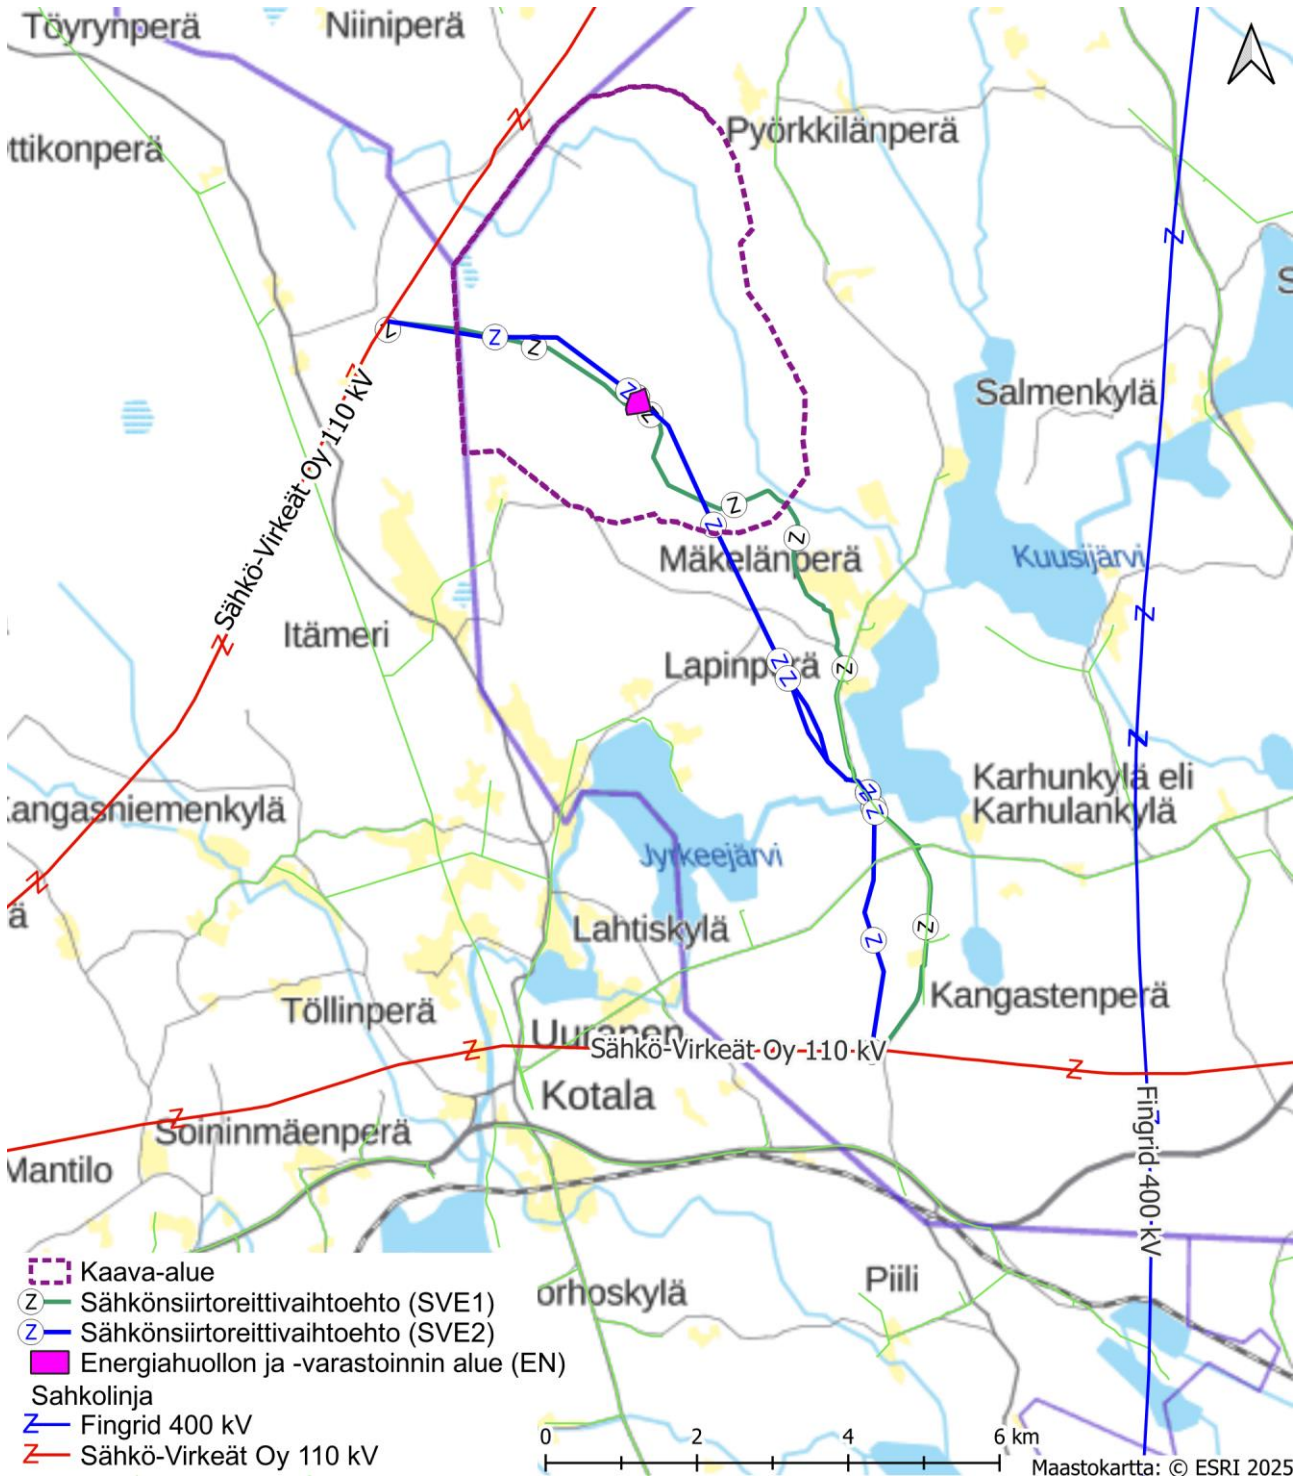 Töyrynperä
Niiniperä
ttikonperä
Pyörkkilänperä
S
Salmenkylä
Sähkö-Virkeät Oy 110 kV
Kuusijärvi
Mäkelänperä
Itämeri
Lapinperä
Karhunkylä eli
Karhulankylä
angasniemenkylä
Jyrkeejärvi
ä
Lahtiskylä
Kangastenperä
Töllinperä
Uuranen
Sähkö-Virkeät Oy 110 kV
Kotala
Fingrid 400 kV
Soininmäenperä
Mantilo
Piili
orhoskylä
Kaava-alue
Z Sähkönsiirtoreittivaihtoehto (SVE1)
Z Sähkönsiirtoreittivaihtoehto (SVE2)
Energiahuollon ja -varastoinnin alue (EN)
Sahkolinja
Z Fingrid 400 kV
Z Sähkö-Virkeät Oy 110 kV
0 2 4 6 km
Maastokartta: © ESRI 2025